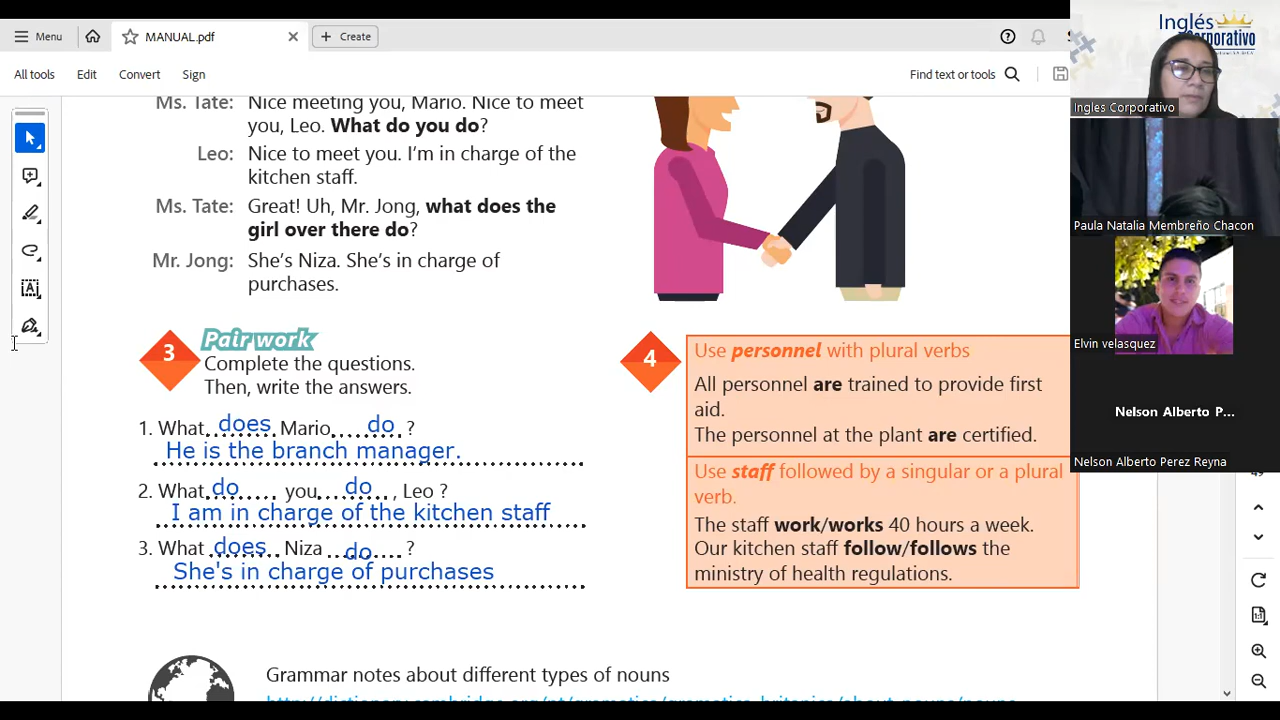 Menu
MANUAL.pdf
Create
All tools
Edit
Convert
Sign
Find text or tools
Inglés
Corporativo
Ms. Tate: Nice meeting you, Mario. Nice to meet
you, Leo. What do you do?
Leo: Nice to meet you. I'm in charge of the
kitchen staff.
Ms. Tate: Great! Uh, Mr. Jong, what does the
girl over there do?
Mr. Jong: She's Niza. She's in charge of
purchases.
3
Pair work
Complete the questions.
Then, write the answers.
1. What does Mario do ?
He is the branch manager.
2. What do you do , Leo ?
I am in charge of the kitchen staff
3. What does Niza do ?
She's in charge of purchases
4
Use personnel with plural verbs
All personnel are trained to provide first
aid.
The personnel at the plant are certified.
Use staff followed by a singular or a plural
verb.
The staff work/works 40 hours a week.
Our kitchen staff follow/follows the
ministry of health regulations.
Grammar notes about different types of nouns
Ingles Corporativo
Paula Natalia Membreño Chacon
Elvin velasquez
Nelson Alberto P...
Nelson Alberto Perez Reyna